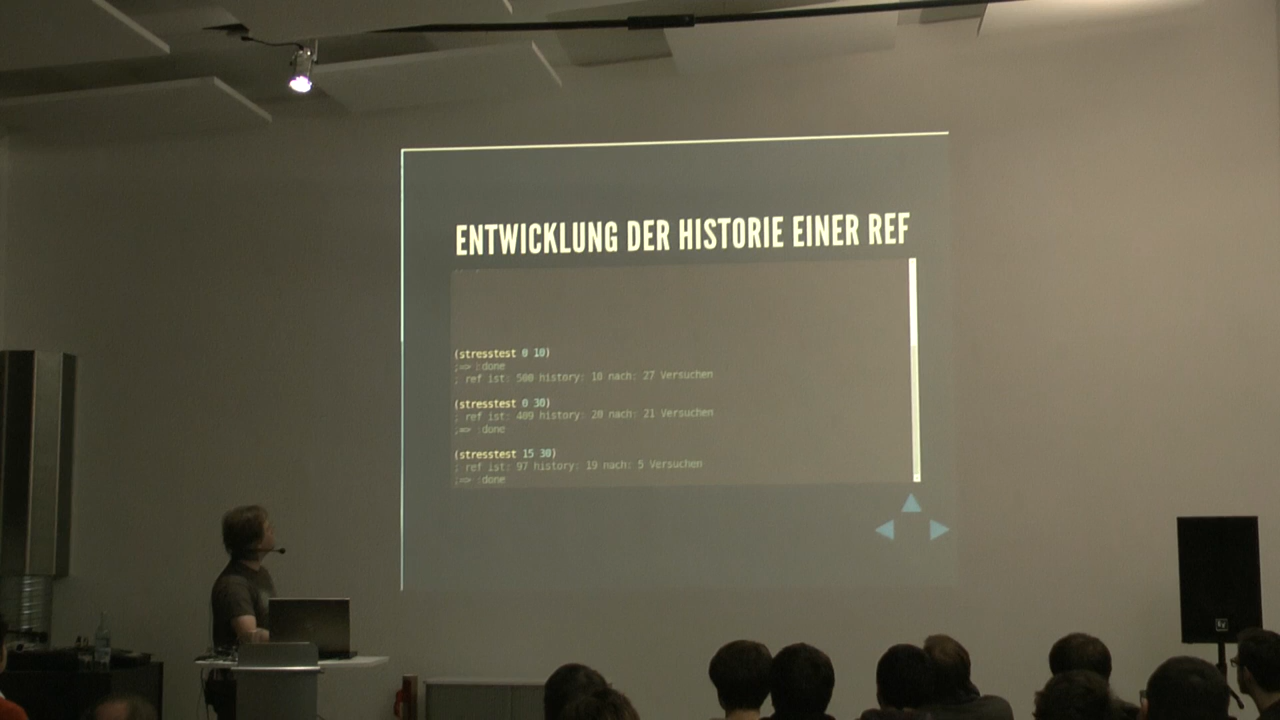 ENTWICKLUNG DER HISTORIE EINER REF
(stresstest 0 10)
;=> :done
; ref ist: 500 history: 10 nach: 27 Versuchen
(stresstest 0 30)
; ref ist: 409 history: 20 nach: 21 Versuchen
;=> :done
(stresstest 15 30)
; ref ist: 97 history: 19 nach: 5 Versuchen
;=> :done